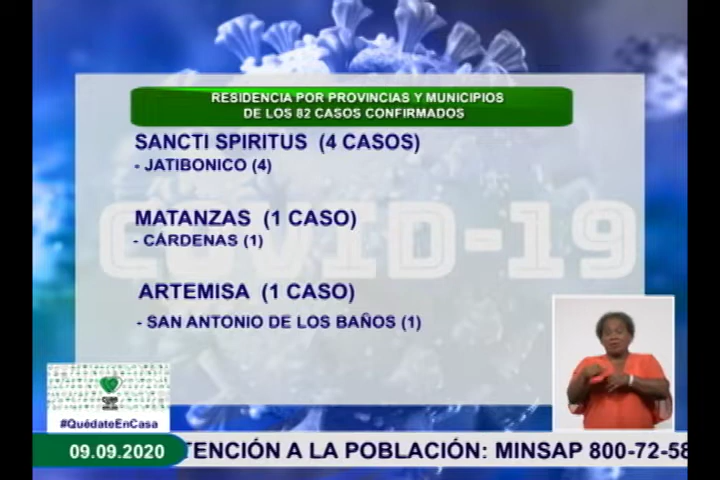 RESIDENCIA POR PROVINCIAS Y MUNICIPIOS
DE LOS 82 CASOS CONFIRMADOS
SANCTI SPIRITUS (4 CASOS)
- JATIBONICO (4)
MATANZAS (1 CASO)
- CÁRDENAS (1)
COVID-19
ARTEMISA (1 CASO)
- SAN ANTONIO DE LOS BAÑOS (1)
#QuédateEnCasa
09.09.2020
TENCIÓN A LA POBLACIÓN: MINSAP 800-72-58